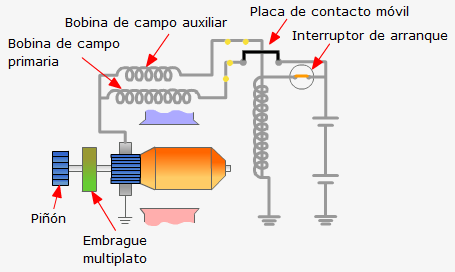 Placa de contacto móvil
Bobina de campo auxiliar
Interruptor de arranque
Bobina de campo
primaria
Piñón
Embrague
multiplato